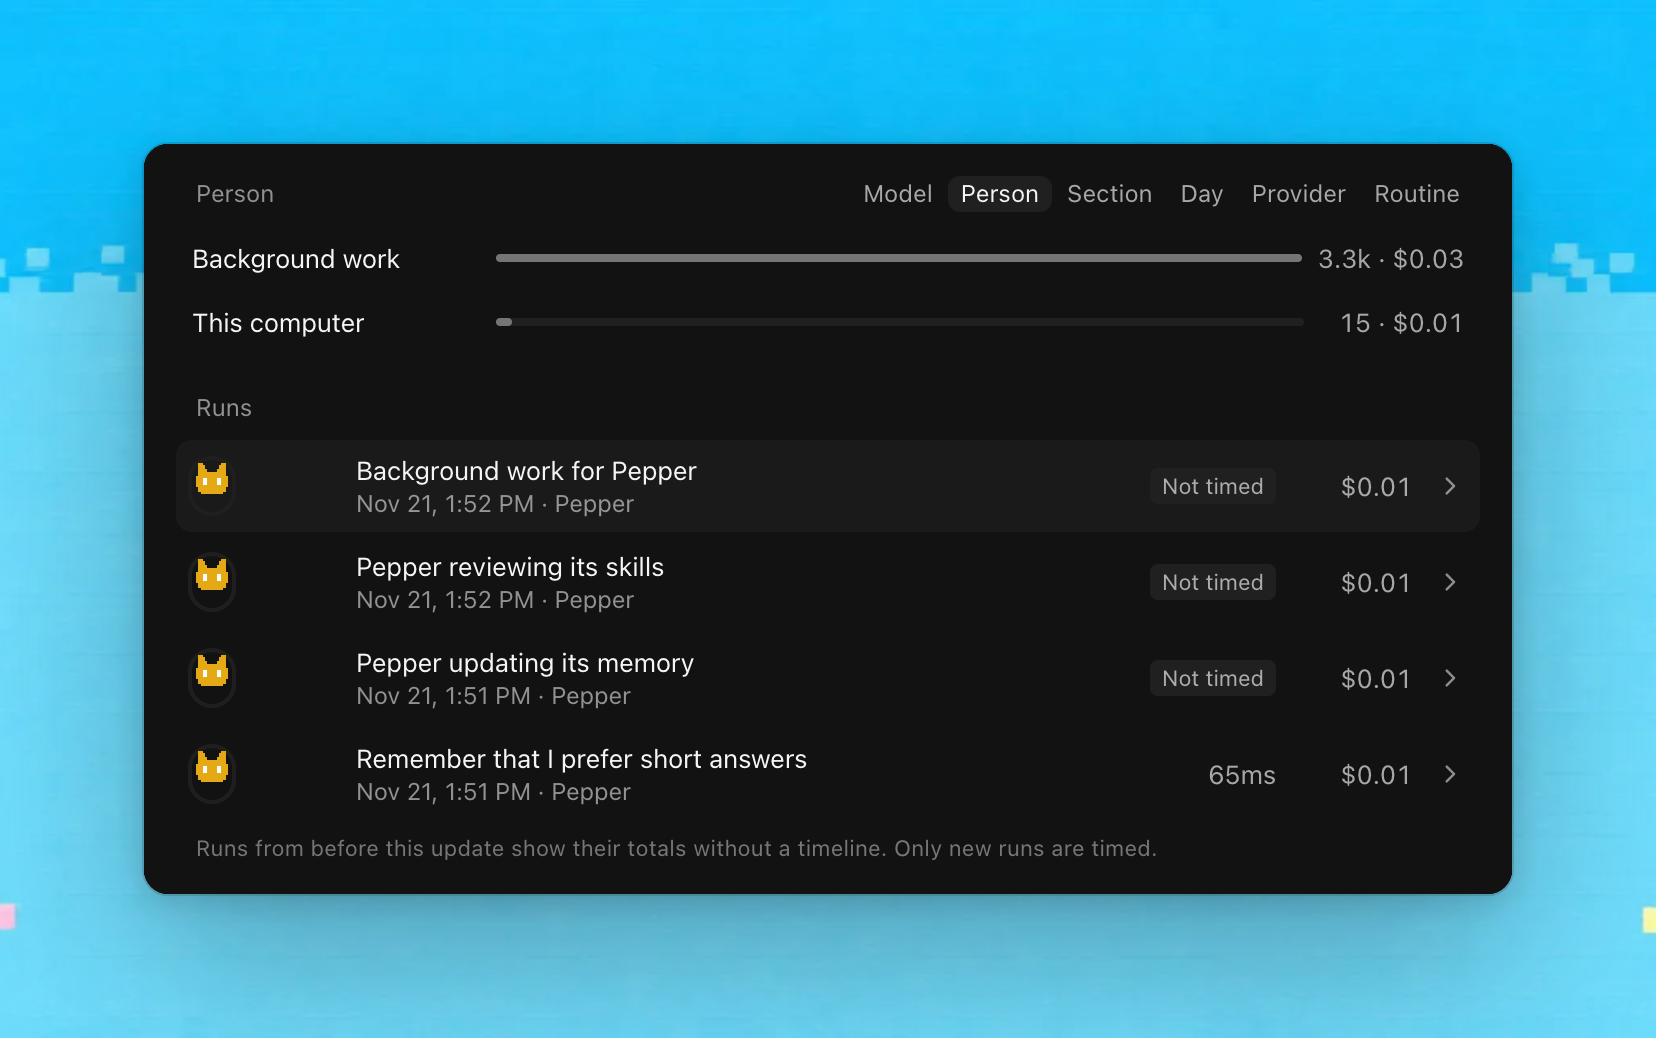 Person
Model Person Section Day Provider Routine
Background work 3.3k · $0.03
This computer 15 · $0.01
Runs
Background work for Pepper
Nov 21, 1:52 PM · Pepper
Not timed $0.01
Pepper reviewing its skills
Nov 21, 1:52 PM · Pepper
Not timed $0.01
Pepper updating its memory
Nov 21, 1:51 PM · Pepper
Not timed $0.01
Remember that I prefer short answers
Nov 21, 1:51 PM · Pepper
65ms $0.01
Runs from before this update show their totals without a timeline. Only new runs are timed.